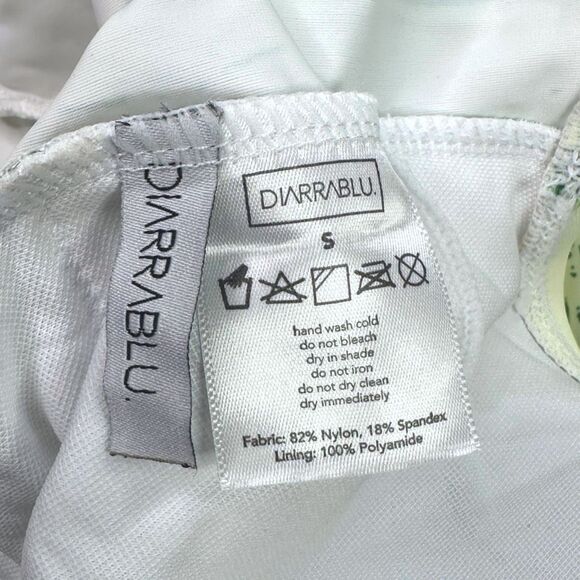 DIARRABLU.
DIARRABLU.
S
hand wash cold
do not bleach
dry in shade
do not iron
do not dry clean
dry immediately
Fabric: 82% Nylon, 18% Spandex
Lining: 100% Polyamide